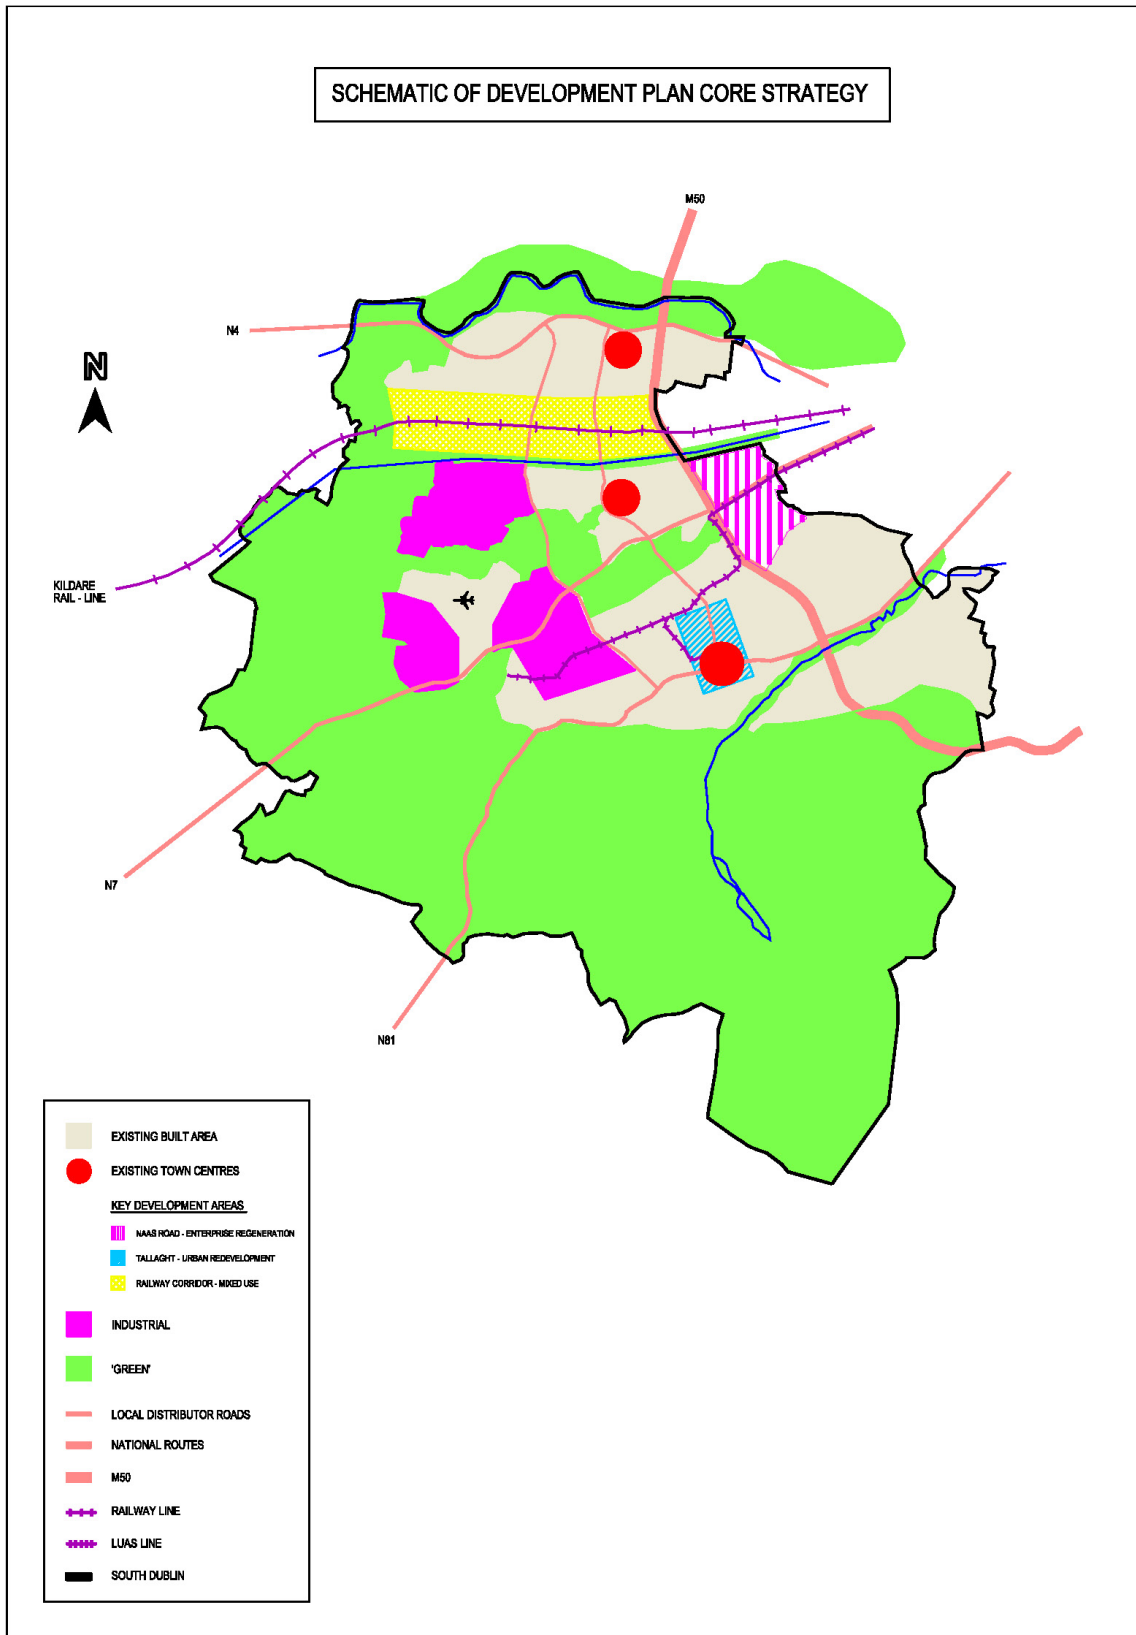 SCHEMATIC OF DEVELOPMENT PLAN CORE STRATEGY
M50
N4
N
KILDARE
RAIL - LINE
N7
N81
EXISTING BUILT AREA
EXISTING TOWN CENTRES
KEY DEVELOPMENT AREAS
NAAS ROAD - ENTERPRISE REGENERATION
TALLAGHT - URBAN REDEVELOPMENT
RAILWAY CORRIDOR - MIXED USE
INDUSTRIAL
'GREEN'
LOCAL DISTRIBUTOR ROADS
NATIONAL ROUTES
M50
RAILWAY LINE
LUAS LINE
SOUTH DUBLIN